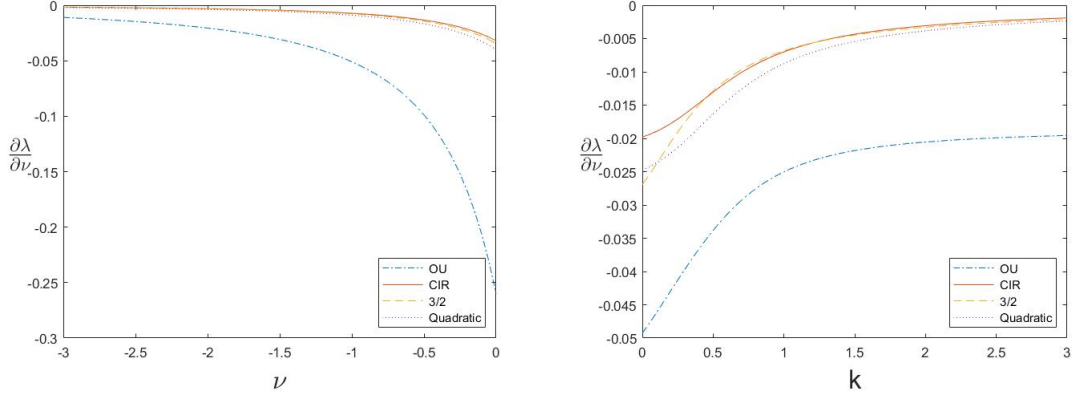 0
-0.05
-0.1
-0.15
-0.2
-0.25
-0.3
∂λ
∂ν
-3
-2.5
-2
-1.5
-1
-0.5
0
ν
OU
CIR
3/2
Quadratic
0
-0.005
-0.01
-0.015
-0.02
-0.025
-0.03
-0.035
-0.04
-0.045
-0.05
∂λ
∂ν
0
0.5
1
1.5
2
2.5
3
k
OU
CIR
3/2
Quadratic